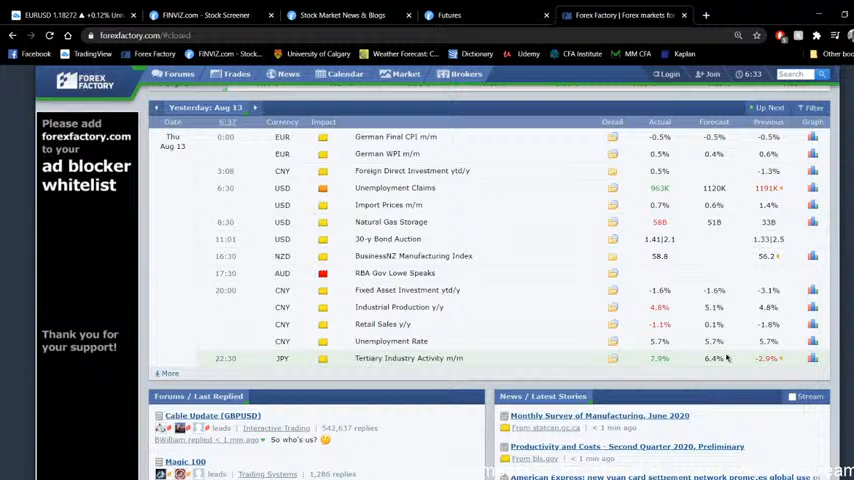 EURUSD 1.18272 ▲ +0.12% Unn
FINVIZ.com - Stock Screener
Stock Market News & Blogs
Futures
Forex Factory | Forex markets fo
forexfactory.com/#closed
Facebook
TradingView
Forex Factory
FINVIZ.com - Stock...
University of Calgary
Weather Forecast: C...
Dictionary
Udemy
CFA Institute
MM CFA
Kaplan
Other boo
FOREX FACTORY
Forums
Trades
News
Calendar
Market
Brokers
Login
Join
6:33
Search
Please add
forexfactory.com
to your
ad blocker
whitelist
Thank you for
your support!
Yesterday: Aug 13
Up Next
Filter
Date 6:37 Currency Impact Detail Actual Forecast Previous Graph
Thu
Aug 13
0:00 EUR German Final CPI m/m -0.5% -0.5% -0.5%
EUR German WPI m/m 0.5% 0.4% 0.6%
3:08 CNY Foreign Direct Investment ytd/y 0.5% -1.3%
6:30 USD Unemployment Claims 963K 1120K 1191K
USD Import Prices m/m 0.7% 0.6% 1.4%
8:30 USD Natural Gas Storage 58B 51B 33B
11:01 USD 30-y Bond Auction 1.41|2.1 1.33|2.5
16:30 NZD BusinessNZ Manufacturing Index 58.8 56.2
17:30 AUD RBA Gov Lowe Speaks
20:00 CNY Fixed Asset Investment ytd/y -1.6% -1.6% -3.1%
CNY Industrial Production y/y 4.8% 5.1% 4.8%
CNY Retail Sales y/y -1.1% 0.1% -1.8%
CNY Unemployment Rate 5.7% 5.7% 5.7%
22:30 JPY Tertiary Industry Activity m/m 7.9% 6.4% -2.9%
More
Forums / Last Replied
Cable Update (GBPUSD)
leads | Interactive Trading | 542,637 replies
BWilliam replied < 1 min ago So who's us?
Magic 100
leads | Trading Systems | 1,286 replies
News / Latest Stories
Stream
Monthly Survey of Manufacturing, June 2020
From statcan.gc.ca | < 1 min ago
Productivity and Costs - Second Quarter 2020, Preliminary
From bls.gov | < 1 min ago
American Express: new yuan card settlement network promotes global use of